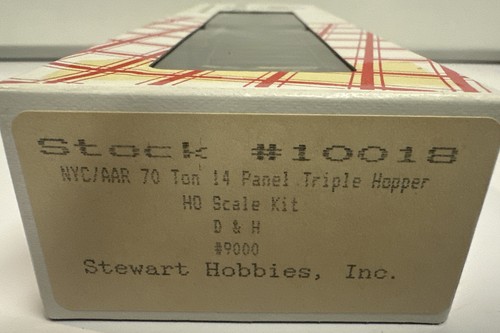 Stock #10018
NYC/AAR 70 Ton 14 Panel Triple Hopper
HO Scale Kit
D & H
#9000
Stewart Hobbies, Inc.